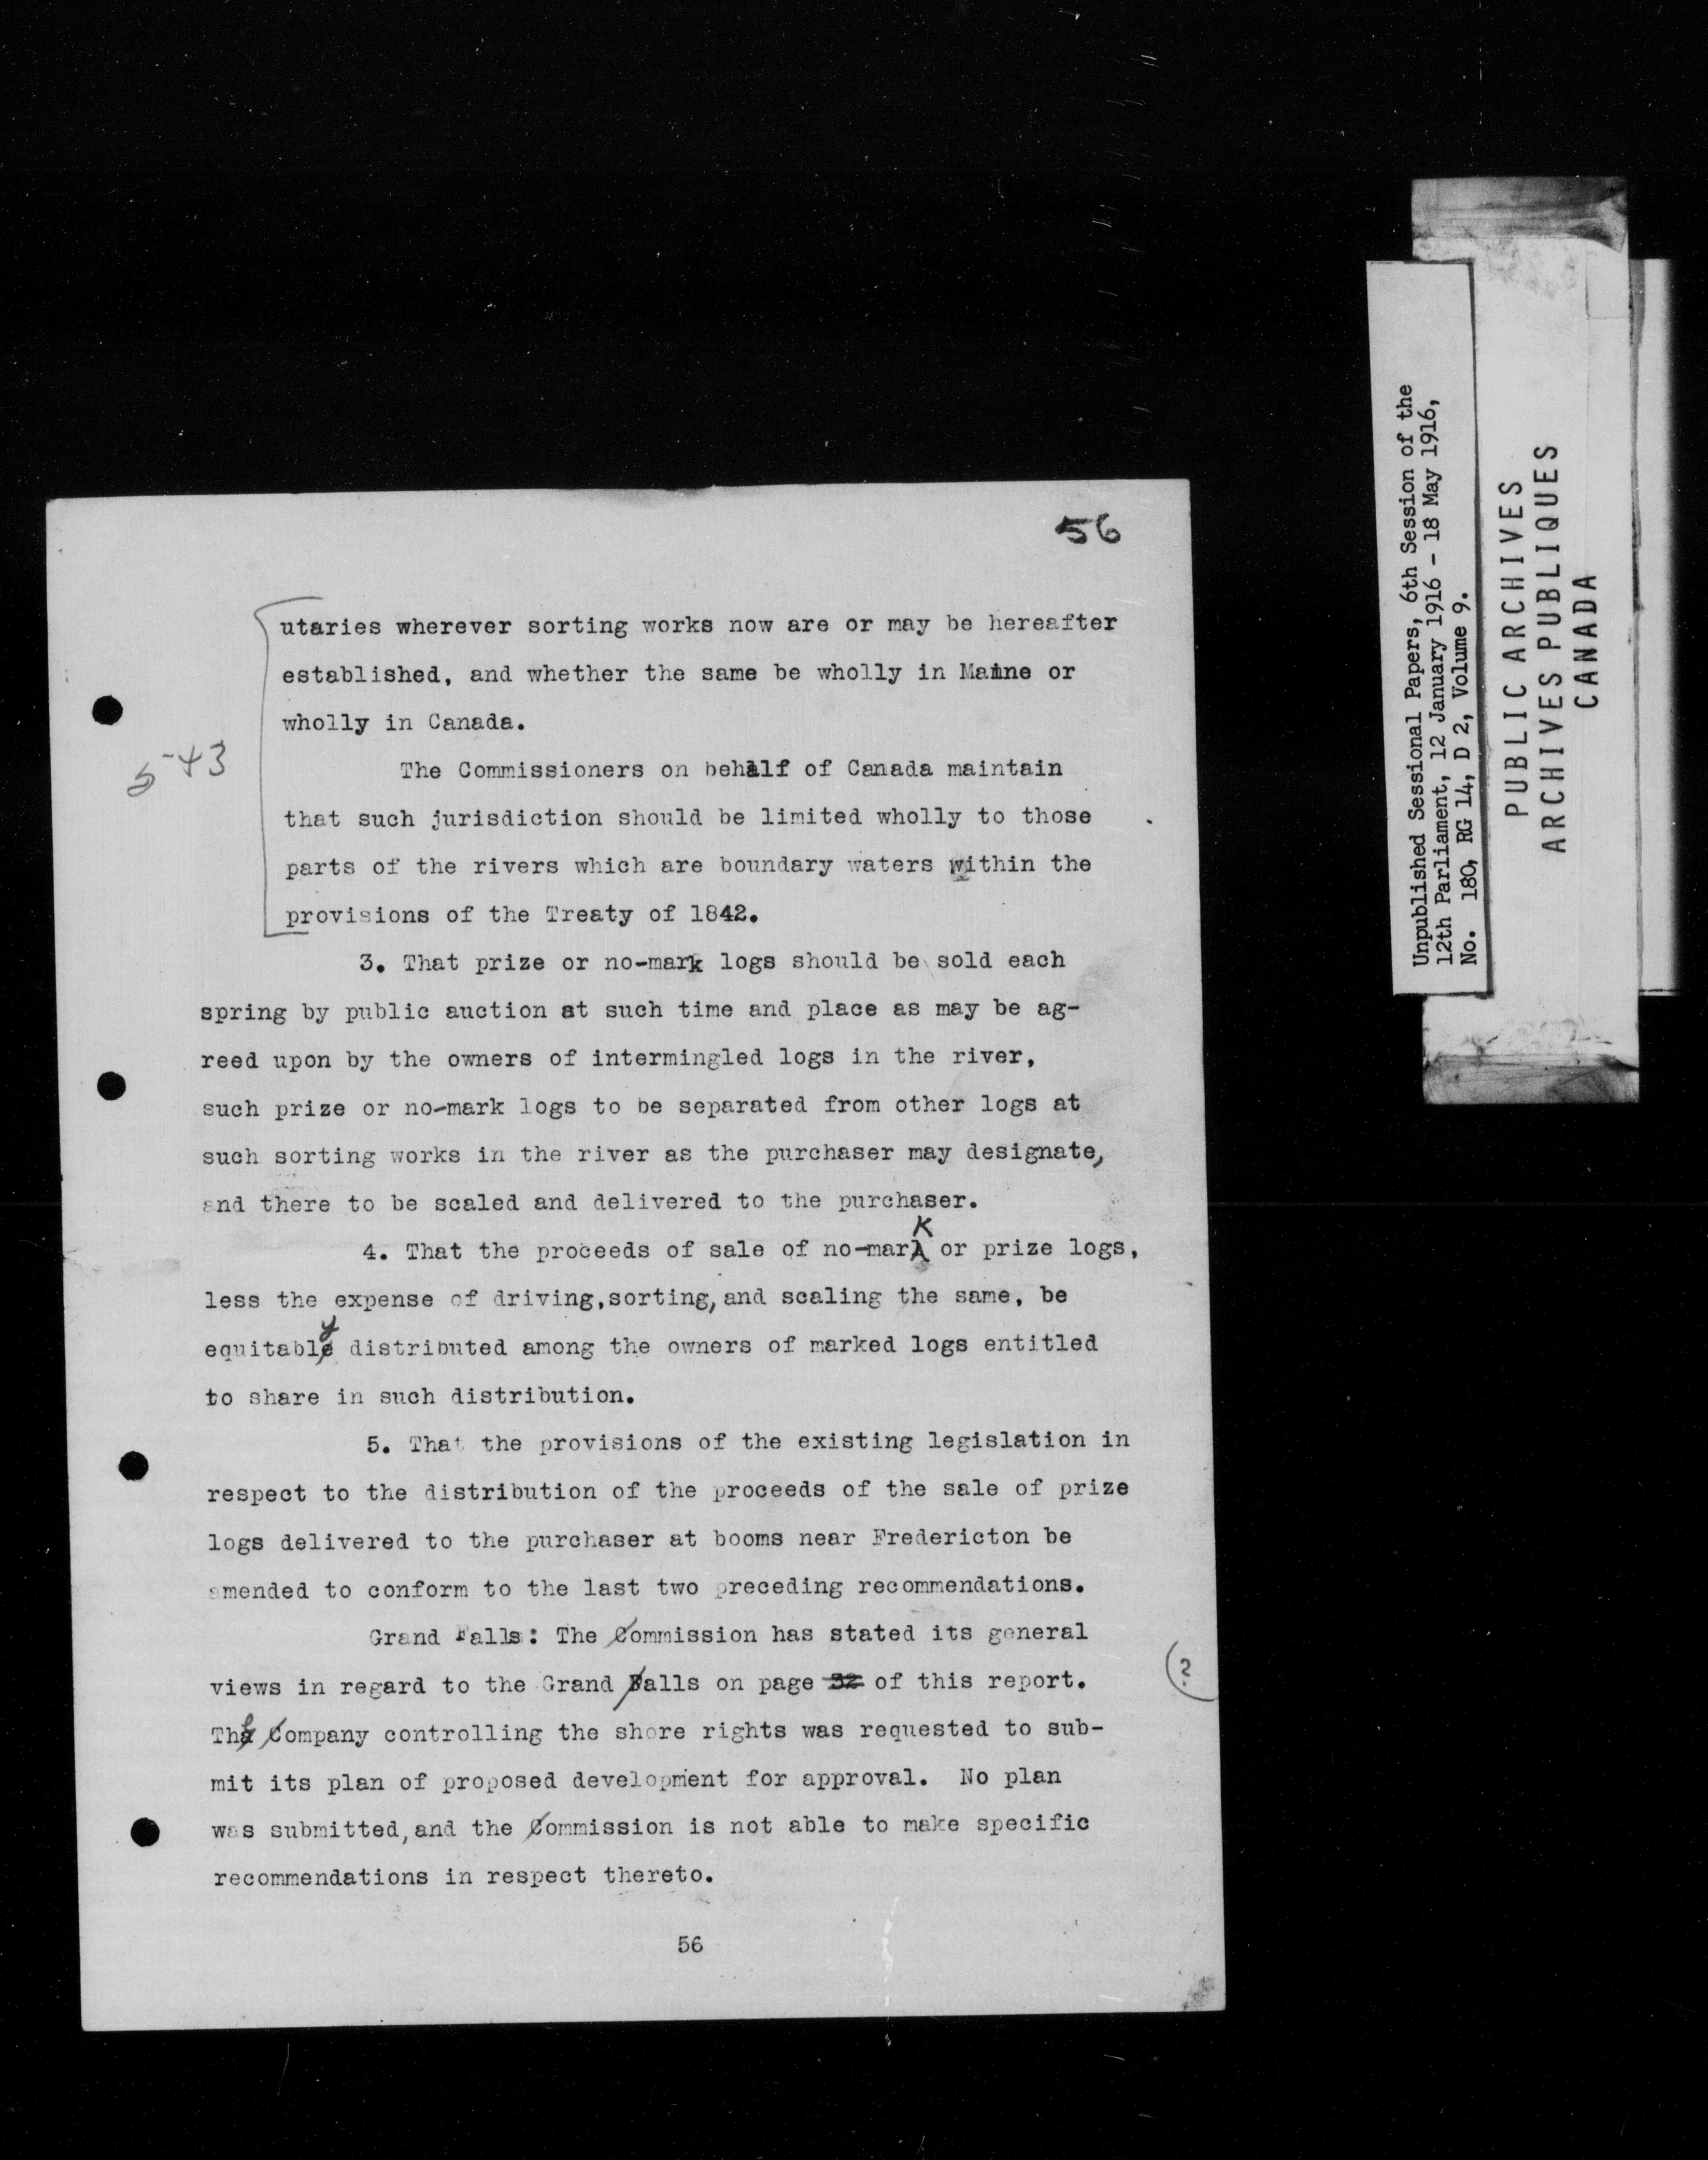 56
utaries wherever sorting works now are or may be hereafter
established, and whether the same be wholly in Maine or
wholly in Canada.
5-43
The Commissioners on behalf of Canada maintain
that such jurisdiction should be limited wholly to those
parts of the rivers which are boundary waters within the
provisions of the Treaty of 1842.
3. That prize or no-mark logs should be sold each
spring by public auction at such time and place as may be ag-
reed upon by the owners of intermingled logs in the river,
such prize or no-mark logs to be separated from other logs at
such sorting works in the river as the purchaser may designate,
and there to be scaled and delivered to the purchaser.
4. That the proceeds of sale of no-mark or prize logs,
less the expense of driving,sorting,and scaling the same, be
equitably distributed among the owners of marked logs entitled
to share in such distribution.
5. That the provisions of the existing legislation in
respect to the distribution of the proceeds of the sale of prize
logs delivered to the purchaser at booms near Fredericton be
amended to conform to the last two preceding recommendations.
Grand Falls: The Commission has stated its general
views in regard to the Grand Falls on page 32 of this report.
?
The Company controlling the shore rights was requested to sub-
mit its plan of proposed development for approval. No plan
was submitted,and the Commission is not able to make specific
recommendations in respect thereto.
56
Unpublished Sessional Papers, 6th Session of the
12th Parliament, 12 January 1916 - 18 May 1916,
No. 180, RG 14, D 2, Volume 9.
PUBLIC ARCHIVES
ARCHIVES PUBLIQUES
CANADA